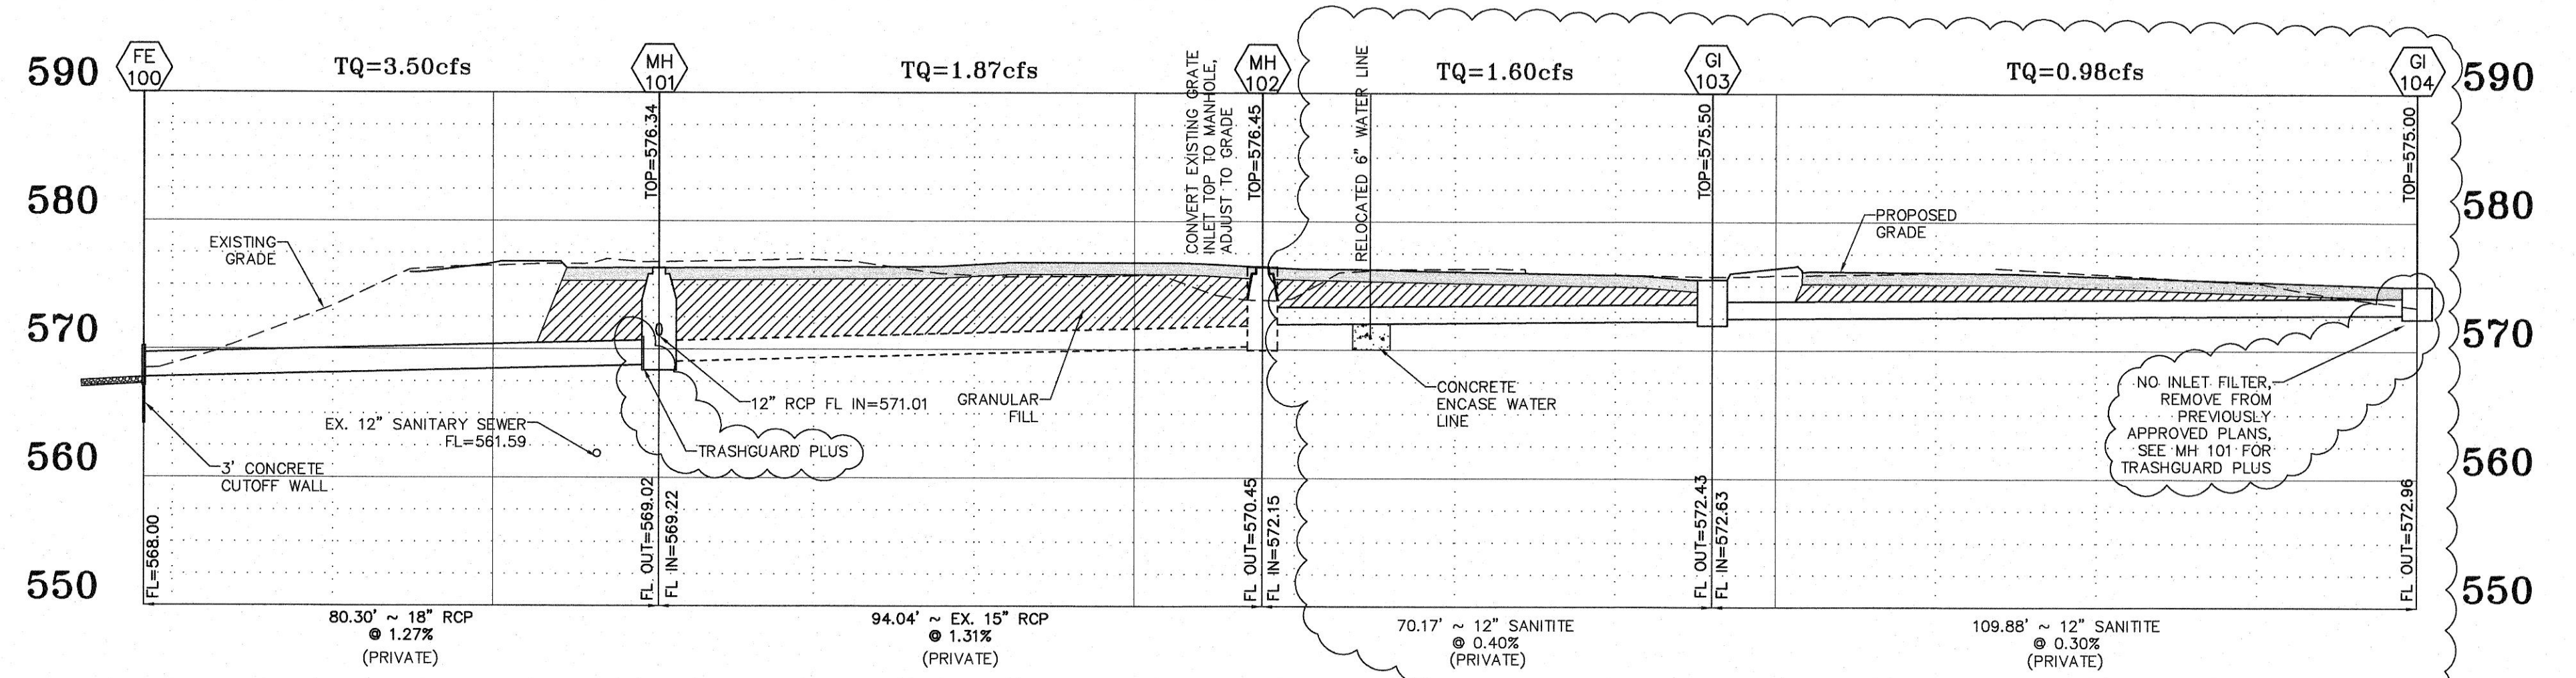 590
580
570
560
550
FE
100
TQ=3.50cfs
MH
101
TQ=1.87cfs
MH
102
TQ=1.60cfs
GI
103
TQ=0.98cfs
GI
104
590
580
570
560
550
TOP=576.34
CONVERT EXISTING GRATE
INLET TOP TO MANHOLE,
ADJUST TO GRADE
TOP=576.45
RELOCATED 6" WATER LINE
TOP=575.50
TOP=575.00
EXISTING
GRADE
PROPOSED
GRADE
12" RCP FL IN=571.01
GRANULAR
FILL
CONCRETE
ENCASE WATER
LINE
NO INLET FILTER,
REMOVE FROM
PREVIOUSLY
APPROVED PLANS,
SEE MH 101 FOR
TRASHGUARD PLUS
EX. 12" SANITARY SEWER
FL=561.59
TRASHGUARD PLUS
3' CONCRETE
CUTOFF WALL
FL=568.00
FL OUT=569.02
FL IN=569.22
FL OUT=570.45
FL IN=572.15
FL OUT=572.43
FL IN=572.63
FL OUT=572.96
80.30' ~ 18" RCP
@ 1.27%
(PRIVATE)
94.04' ~ EX. 15" RCP
@ 1.31%
(PRIVATE)
70.17' ~ 12" SANITITE
@ 0.40%
(PRIVATE)
109.88' ~ 12" SANITITE
@ 0.30%
(PRIVATE)